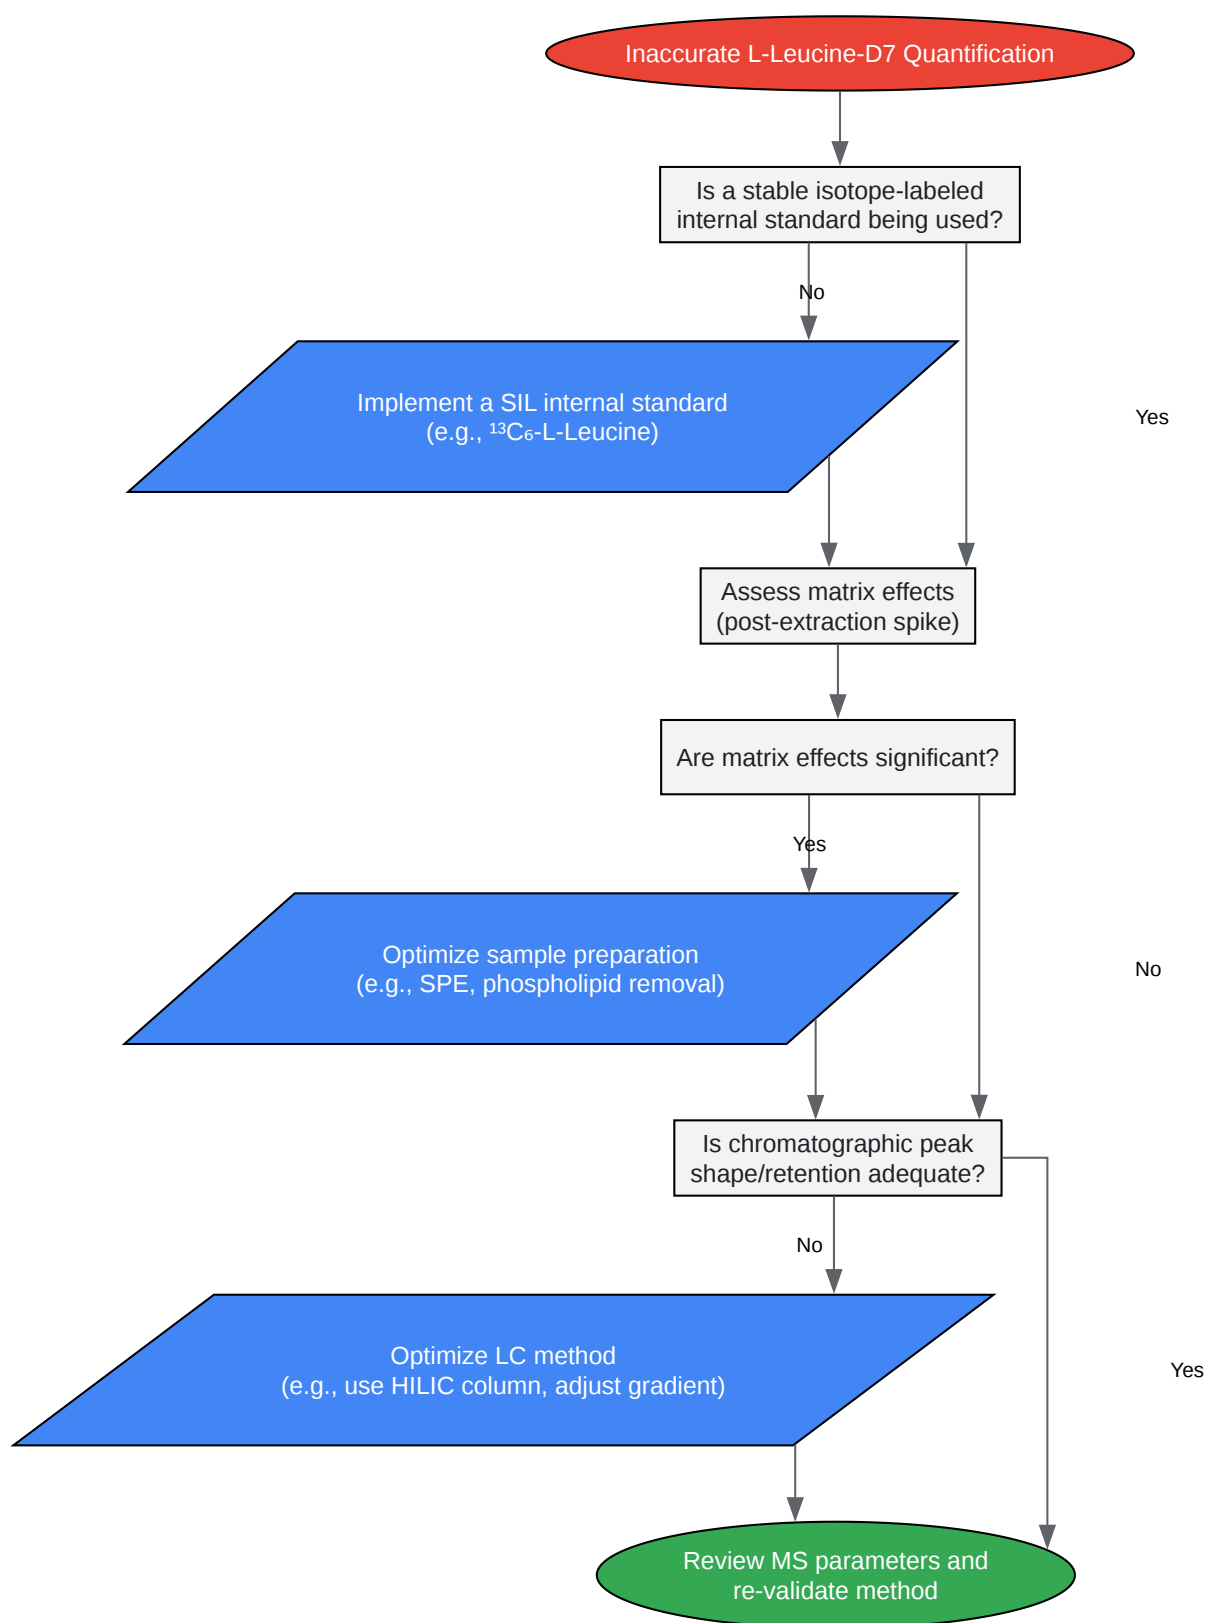 Inaccurate L-Leucine-D7 Quantification
Is a stable isotope-labeled
internal standard being used?
No
Implement a SIL internal standard
(e.g., ¹³C₆-L-Leucine)
Yes
Assess matrix effects
(post-extraction spike)
Are matrix effects significant?
Yes
Optimize sample preparation
(e.g., SPE, phospholipid removal)
No
Is chromatographic peak
shape/retention adequate?
No
Optimize LC method
(e.g., use HILIC column, adjust gradient)
Yes
Review MS parameters and
re-validate method